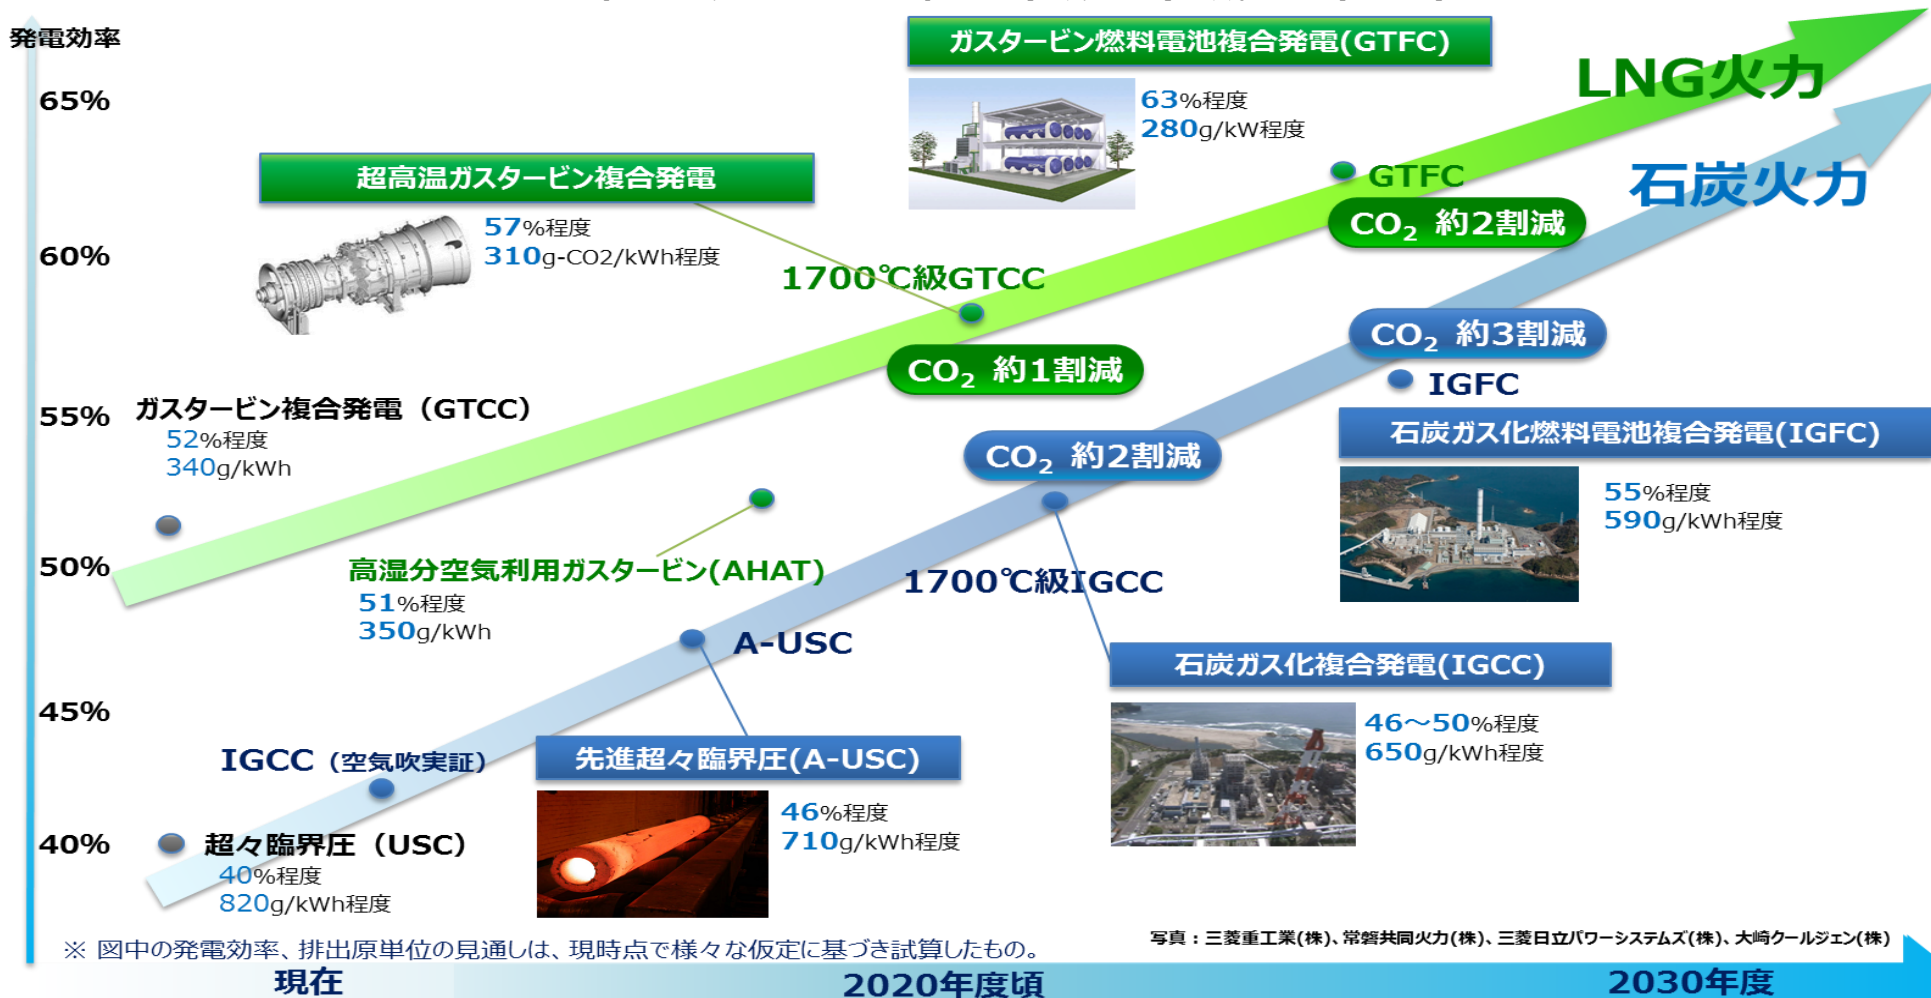 発電効率
65%
60%
55%
50%
45%
40%
ガスタービン燃料電池複合発電(GTFC)
63%程度
280g/kW程度
LNG火力
石炭火力
超高温ガスタービン複合発電
57%程度
310g-CO2/kWh程度
GTFC
CO₂ 約2割減
1700℃級GTCC
CO₂ 約1割減
CO₂ 約3割減
IGFC
ガスタービン複合発電（GTCC）
52%程度
340g/kWh
CO₂ 約2割減
石炭ガス化燃料電池複合発電(IGFC)
55%程度
590g/kWh程度
高湿分空気利用ガスタービン(AHAT)
51%程度
350g/kWh
1700℃級IGCC
A-USC
石炭ガス化複合発電(IGCC)
46～50%程度
650g/kWh程度
IGCC（空気吹実証）
先進超々臨界圧(A-USC)
46%程度
710g/kWh程度
超々臨界圧（USC）
40%程度
820g/kWh程度
※ 図中の発電効率、排出原単位の見通しは、現時点で様々な仮定に基づき試算したもの。
写真：三菱重工業(株)、常磐共同火力(株)、三菱日立パワーシステムズ(株)、大崎クールジェン(株)
現在
2020年度頃
2030年度